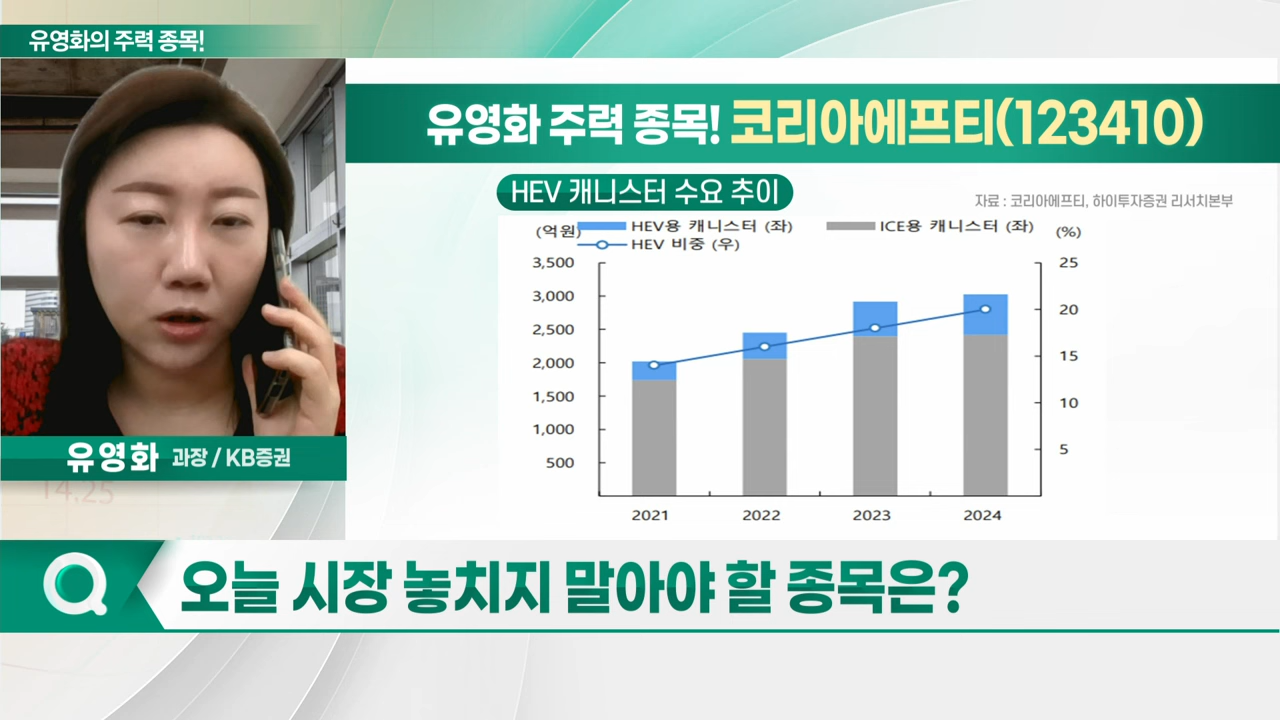 유영화의 주력 종목!
유영화 주력 종목! 코리아에프티(123410)
HEV 캐니스터 수요 추이
자료 : 코리아에프티, 하이투자증권 리서치본부
(억원) HEV용 캐니스터 (좌) ICE용 캐니스터 (좌) (%)
HEV 비중 (우)
3,500 25
3,000 20
2,500
2,000 15
1,500 10
1,000
500 5
2021 2022 2023 2024
유영화 과장 / KB증권
14.25
오늘 시장 놓치지 말아야 할 종목은?